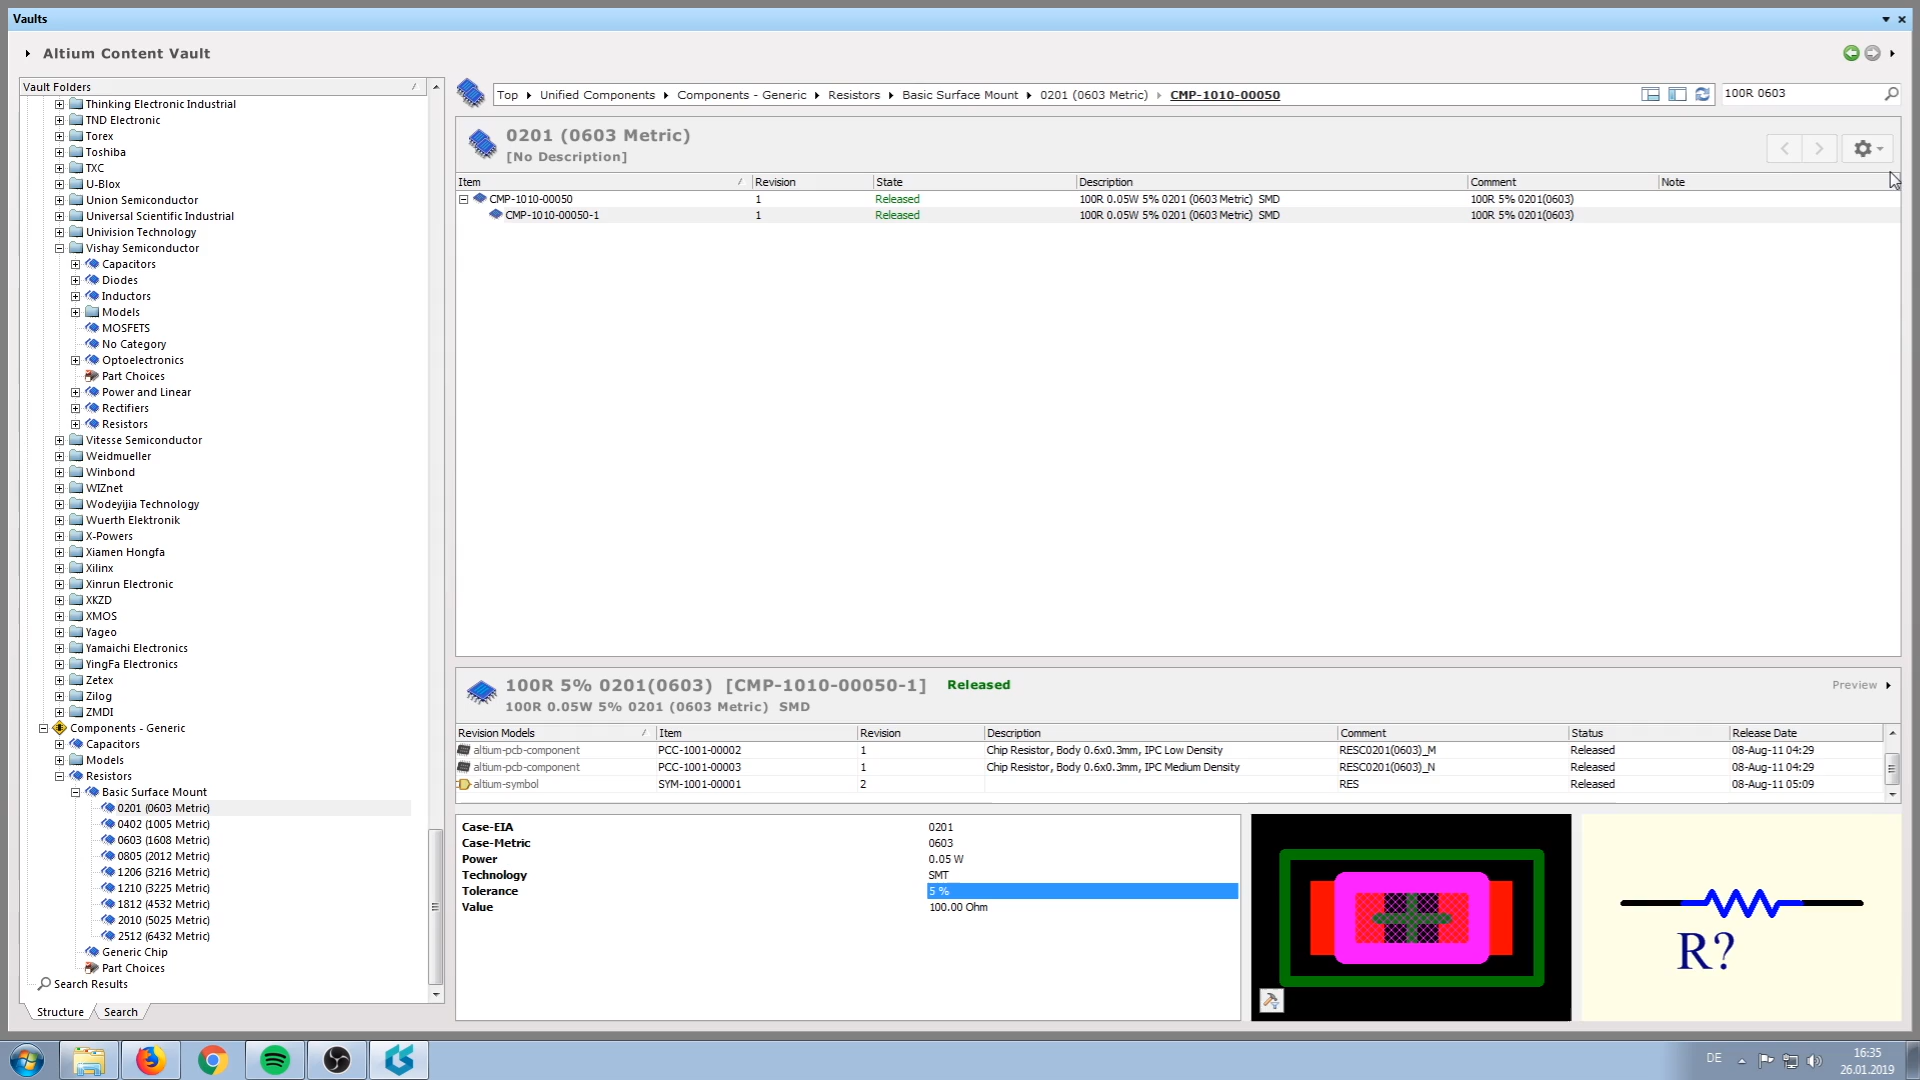 Vaults
Altium Content Vault
Vault Folders
Thinking Electronic Industrial
TND Electronic
Torex
Toshiba
TXC
U-Blox
Union Semiconductor
Universal Scientific Industrial
Univision Technology
Vishay Semiconductor
Capacitors
Diodes
Inductors
Models
MOSFETS
No Category
Optoelectronics
Part Choices
Power and Linear
Rectifiers
Resistors
Vitesse Semiconductor
Weidmueller
Winbond
WIZnet
Wodeyijia Technology
Wuerth Elektronik
X-Powers
Xiamen Hongfa
Xilinx
Xinrun Electronic
XKZD
XMOS
Yageo
Yamaichi Electronics
YingFa Electronics
Zetex
Zilog
ZMDI
Components - Generic
Capacitors
Models
Resistors
Basic Surface Mount
0201 (0603 Metric)
0402 (1005 Metric)
0603 (1608 Metric)
0805 (2012 Metric)
1206 (3216 Metric)
1210 (3225 Metric)
1812 (4532 Metric)
2010 (5025 Metric)
2512 (6432 Metric)
Generic Chip
Part Choices
Search Results
Structure Search
Top Unified Components Components - Generic Resistors Basic Surface Mount 0201 (0603 Metric) CMP-1010-00050
100R 0603
0201 (0603 Metric)
[No Description]
Item Revision State Description Comment Note
CMP-1010-00050 1 Released 100R 0.05W 5% 0201 (0603 Metric) SMD 100R 5% 0201(0603)
CMP-1010-00050-1 1 Released 100R 0.05W 5% 0201 (0603 Metric) SMD 100R 5% 0201(0603)
100R 5% 0201(0603) [CMP-1010-00050-1] Released
Preview
100R 0.05W 5% 0201 (0603 Metric) SMD
Revision Models Item Revision Description Comment Status Release Date
altium-pcb-component PCC-1001-00002 1 Chip Resistor, Body 0.6x0.3mm, IPC Low Density RESC0201(0603)_M Released 08-Aug-11 04:29
altium-pcb-component PCC-1001-00003 1 Chip Resistor, Body 0.6x0.3mm, IPC Medium Density RESC0201(0603)_N Released 08-Aug-11 04:29
altium-symbol SYM-1001-00001 2 RES Released 08-Aug-11 05:09
Case-EIA 0201
Case-Metric 0603
Power 0.05 W
Technology SMT
Tolerance 5 %
Value 100.00 Ohm
R?
DE
16:35
26.01.2019